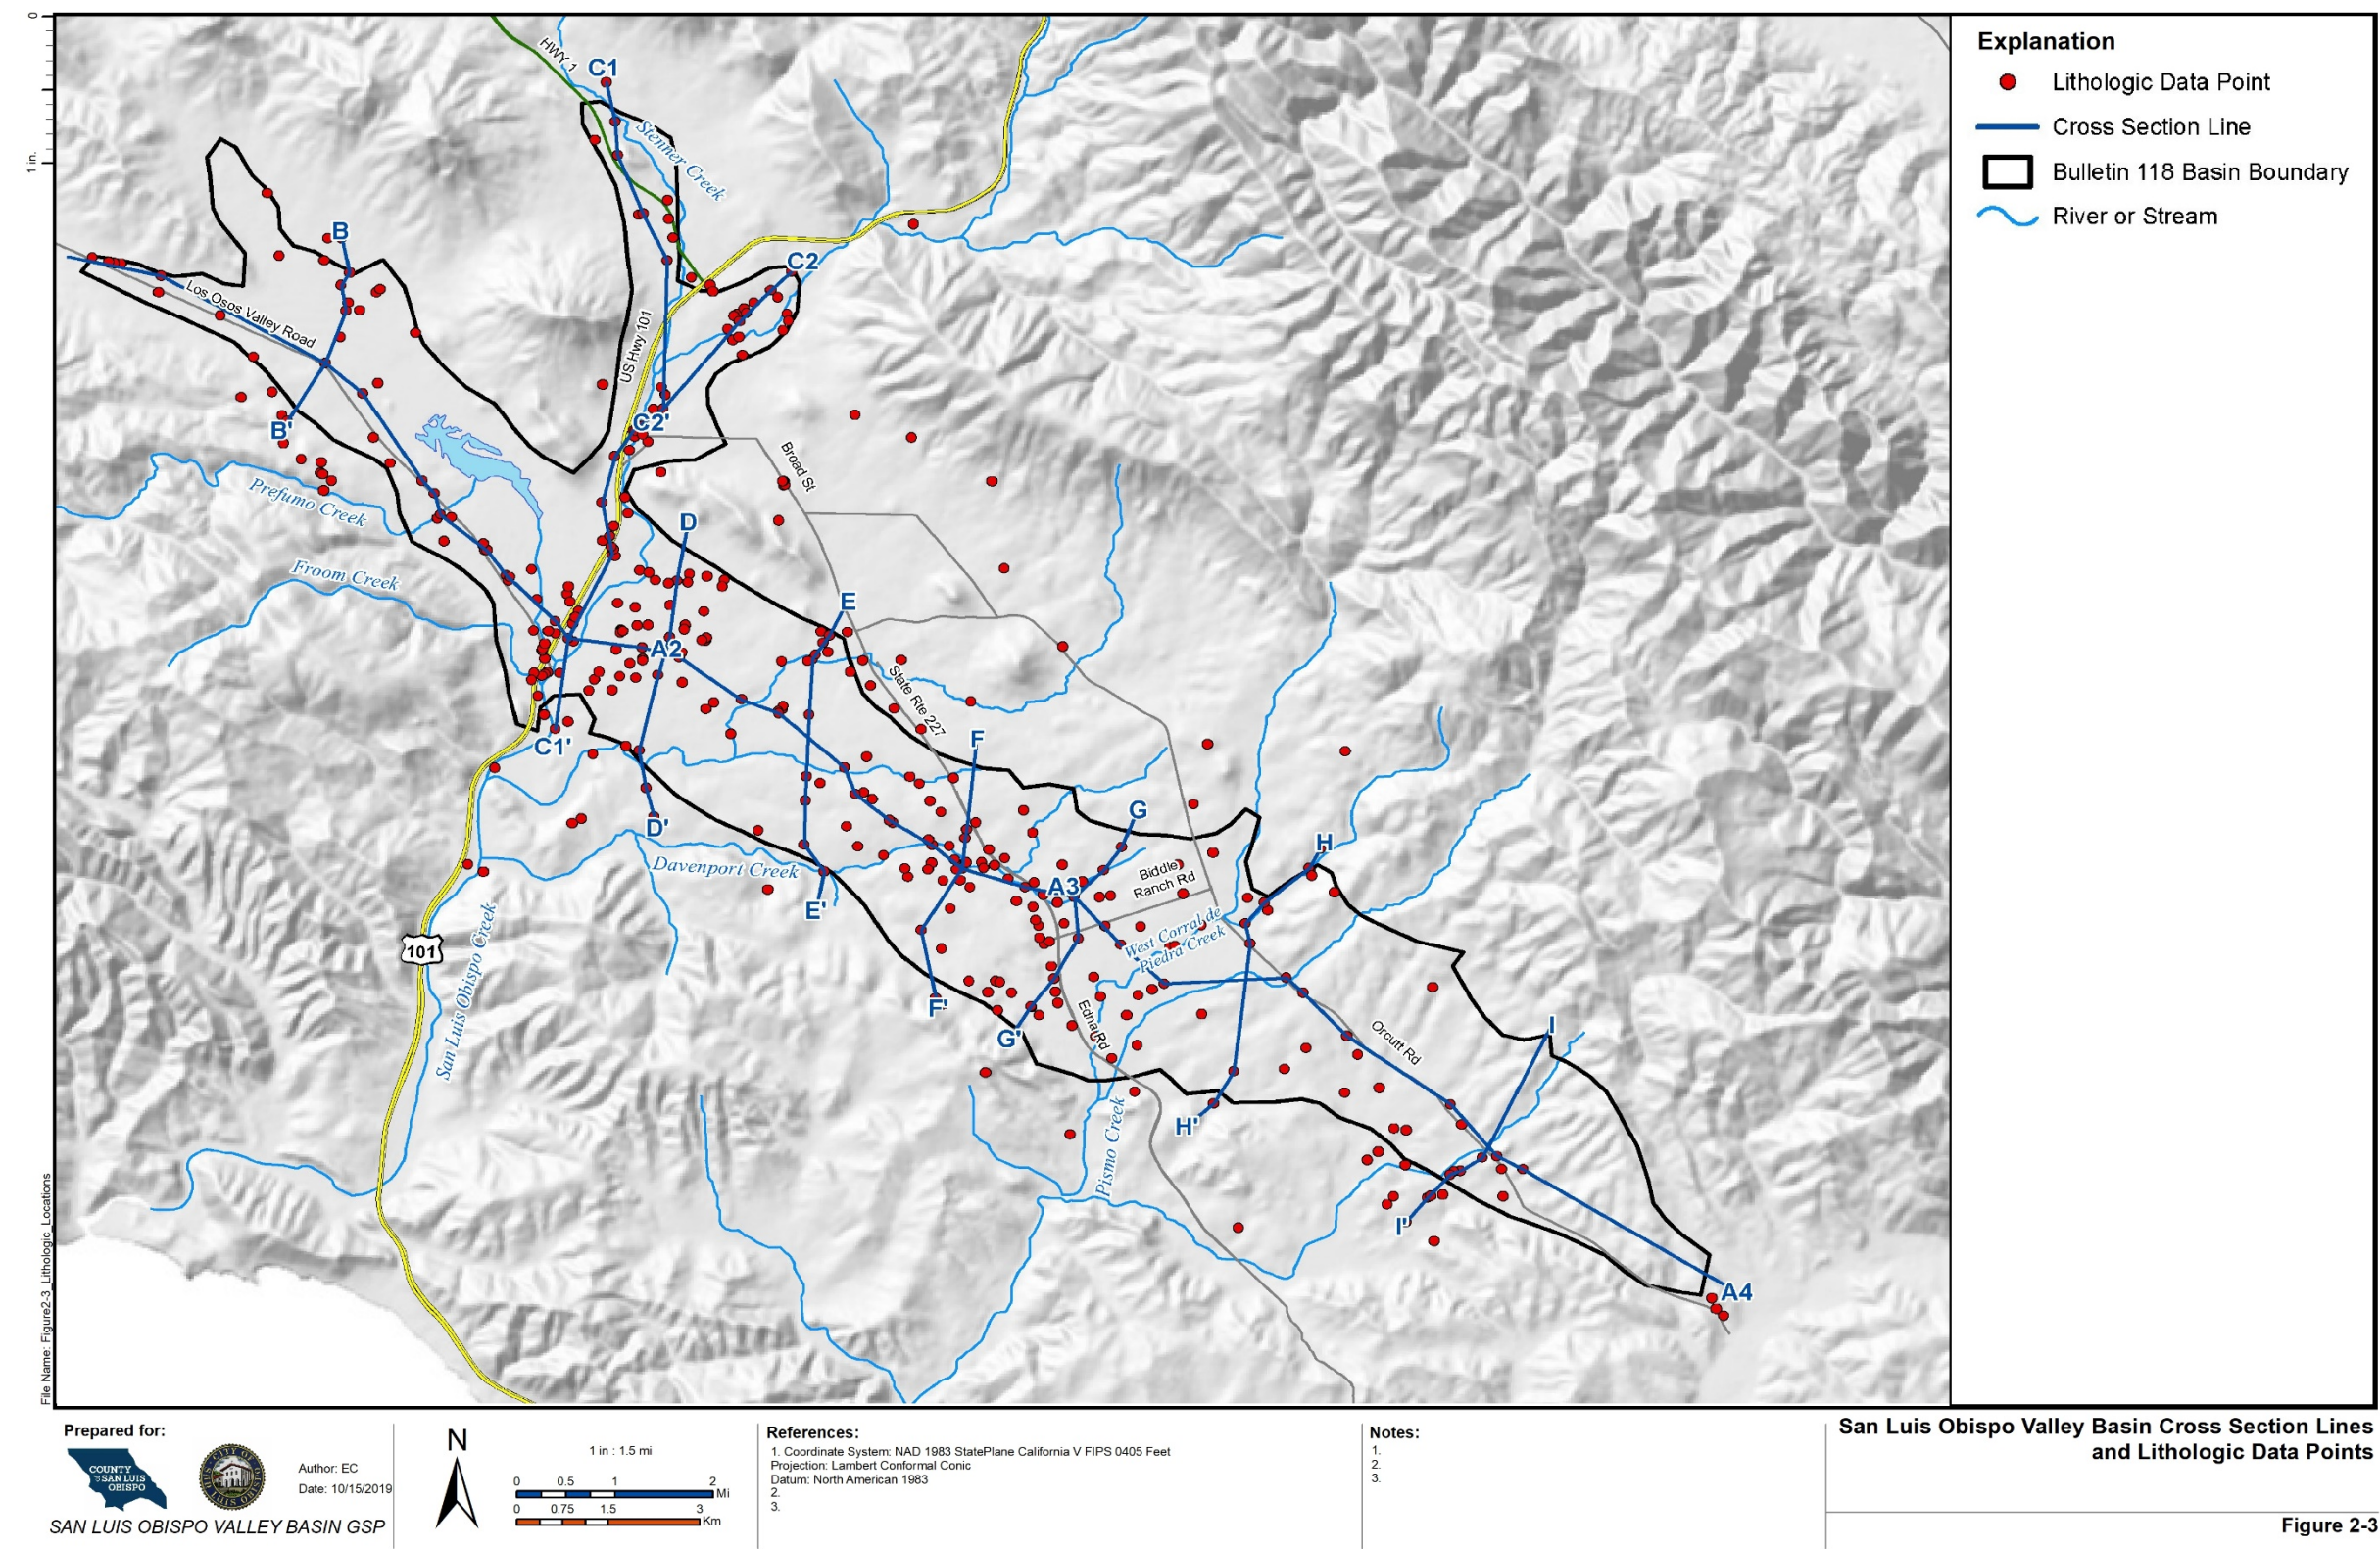 0
1 in.
HWY 1
C1
Stenner Creek
B
C2
Los Osos Valley Road
US Hwy 101
B'
C2'
Broad St
Prefumo Creek
D
Froom Creek
E
A2
State Rte 227
C1'
F
D'
G
H
Davenport Creek
A3
Biddle
Ranch Rd
E'
West Corral de
Piedra Creek
101
San Luis Obispo Creek
F'
G'
Edna Rd
Orcutt Rd
I
H'
Pismo Creek
I'
A4
File Name: Figure2-3_Lithologic_Locations
Explanation
Lithologic Data Point
Cross Section Line
Bulletin 118 Basin Boundary
River or Stream
Prepared for:
COUNTY
OF SAN LUIS
OBISPO
Author: EC
Date: 10/15/2019
SAN LUIS OBISPO VALLEY BASIN GSP
N
1 in : 1.5 mi
0 0.5 1 2
Mi
0 0.75 1.5 3
Km
References:
1. Coordinate System: NAD 1983 StatePlane California V FIPS 0405 Feet
Projection: Lambert Conformal Conic
Datum: North American 1983
2.
3.
Notes:
1.
2.
3.
San Luis Obispo Valley Basin Cross Section Lines
and Lithologic Data Points
Figure 2-3